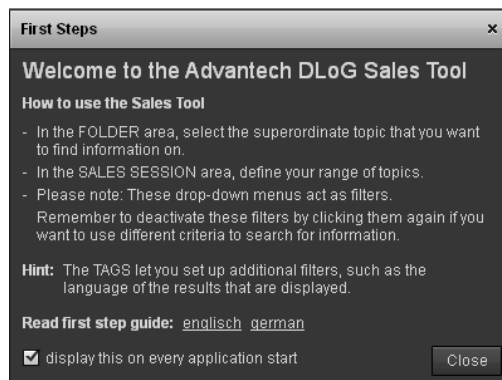 First Steps ×
Welcome to the Advantech DLoG Sales Tool
How to use the Sales Tool
- In the FOLDER area, select the superordinate topic that you want
to find information on.
- In the SALES SESSION area, define your range of topics.
- Please note: These drop-down menus act as filters.
Remember to deactivate these filters by clicking them again if you
want to use different criteria to search for information.
Hint: The TAGS let you set up additional filters, such as the
language of the results that are displayed.
Read first step guide: englisch german
display this on every application start
Close